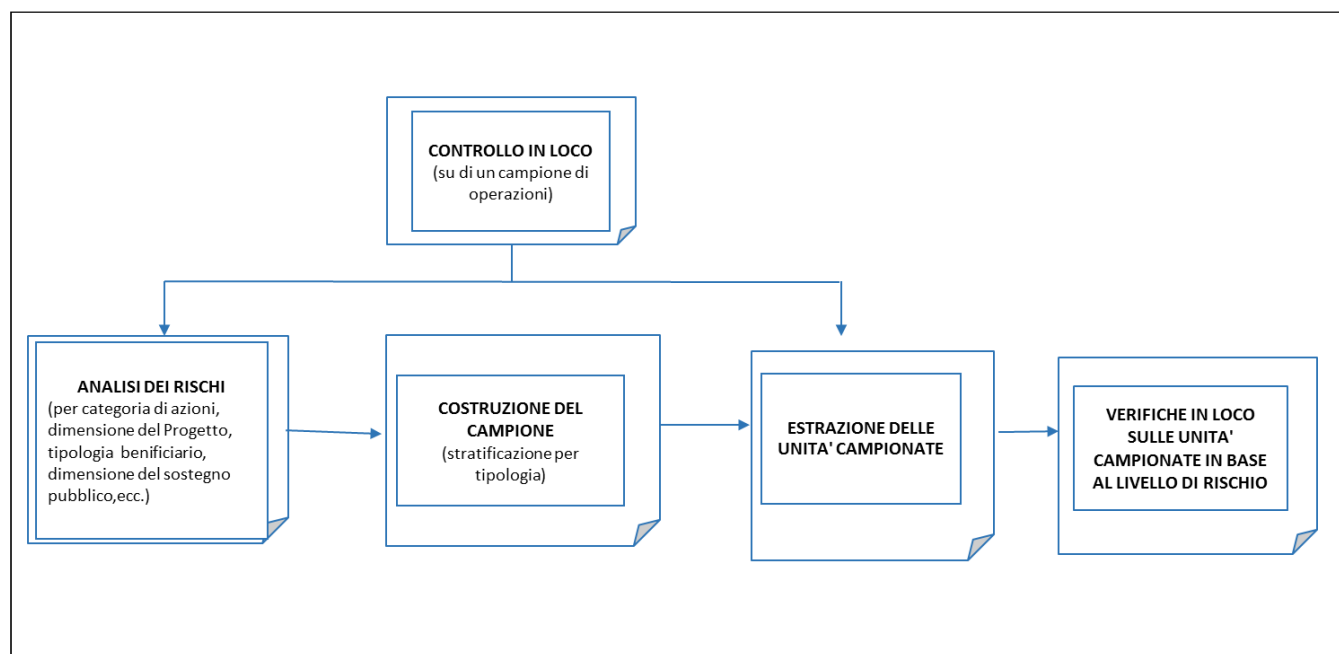 CONTROLLO IN LOCO
(su di un campione di
operazioni)
ANALISI DEI RISCHI
(per categoria di azioni,
dimensione del Progetto,
tipologia benificiario,
dimensione del sostegno
pubblico,ecc.)
COSTRUZIONE DEL
CAMPIONE
(stratificazione per
tipologia)
ESTRAZIONE DELLE
UNITA' CAMPIONATE
VERIFICHE IN LOCO
SULLE UNITA'
CAMPIONATE IN BASE
AL LIVELLO DI RISCHIO